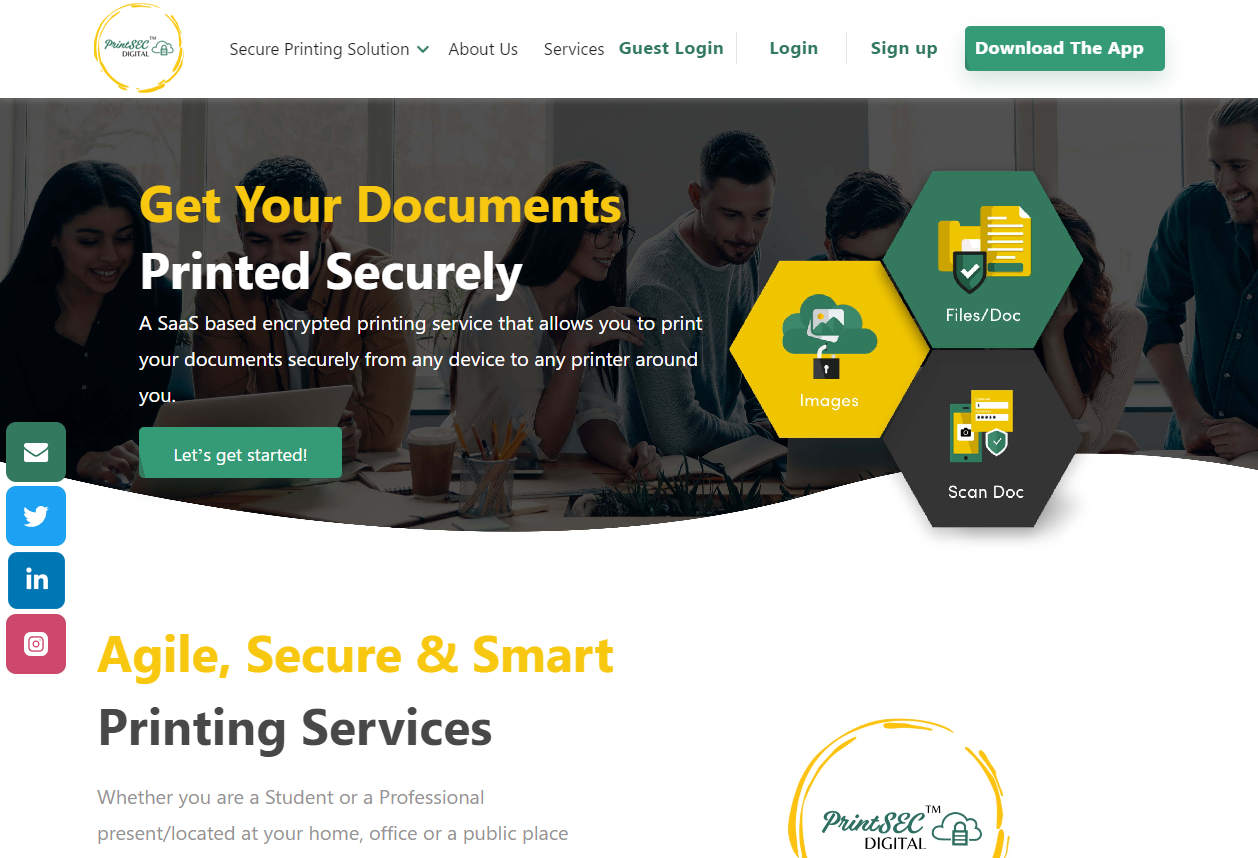 PrintSEC™
DIGITAL
Secure Printing Solution
About Us
Services
Guest Login
Login
Sign up
Download The App
Get Your Documents
Printed Securely
A SaaS based encrypted printing service that allows you to print
your documents securely from any device to any printer around
you.
Let's get started!
Files/Doc
Images
Scan Doc
in
Agile, Secure & Smart
Printing Services
Whether you are a Student or a Professional
present/located at your home, office or a public place
PrintSEC™
DIGITAL